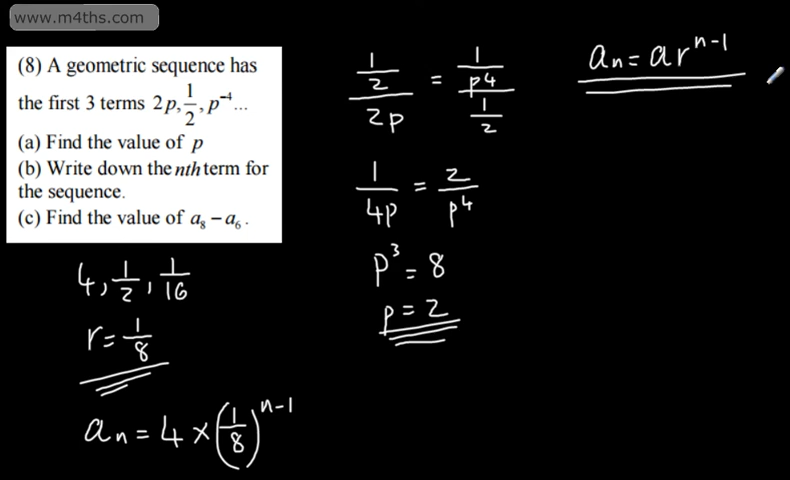 www.m4ths.com
(8) A geometric sequence has
the first 3 terms 2p, 1/2, p⁻⁴...
(a) Find the value of p
(b) Write down the nth term for
the sequence.
(c) Find the value of a₈ – a₆.
4, 1/2, 1/16
r = 1/8
aₙ = 4 × (1/8)ⁿ⁻¹
(1/2)/(2p) = (1/p⁴)/(1/2)
1/(4p) = 2/p⁴
p³ = 8
p = 2
aₙ = arⁿ⁻¹